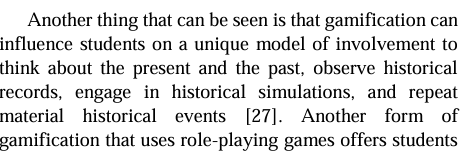 Another thing that can be seen is that gamification can
influence students on a unique model of involvement to
think about the present and the past, observe historical
records, engage in historical simulations, and repeat
material historical events [27]. Another form of
gamification that uses role-playing games offers students